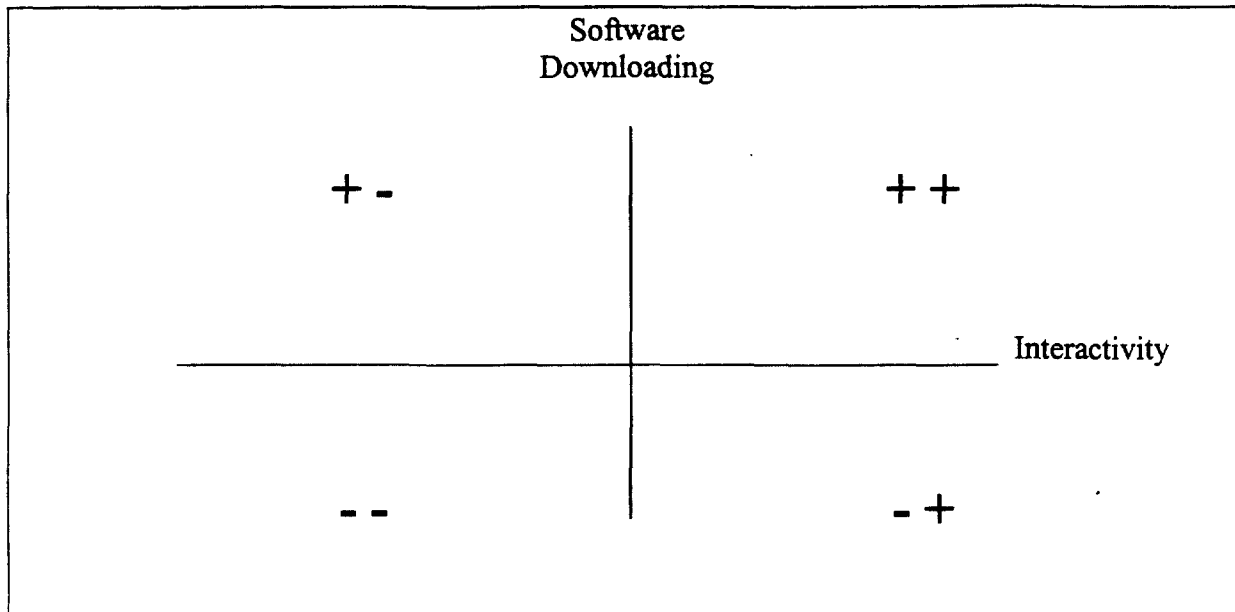 Software
Downloading
+ -
+ +
Interactivity
- -
- +